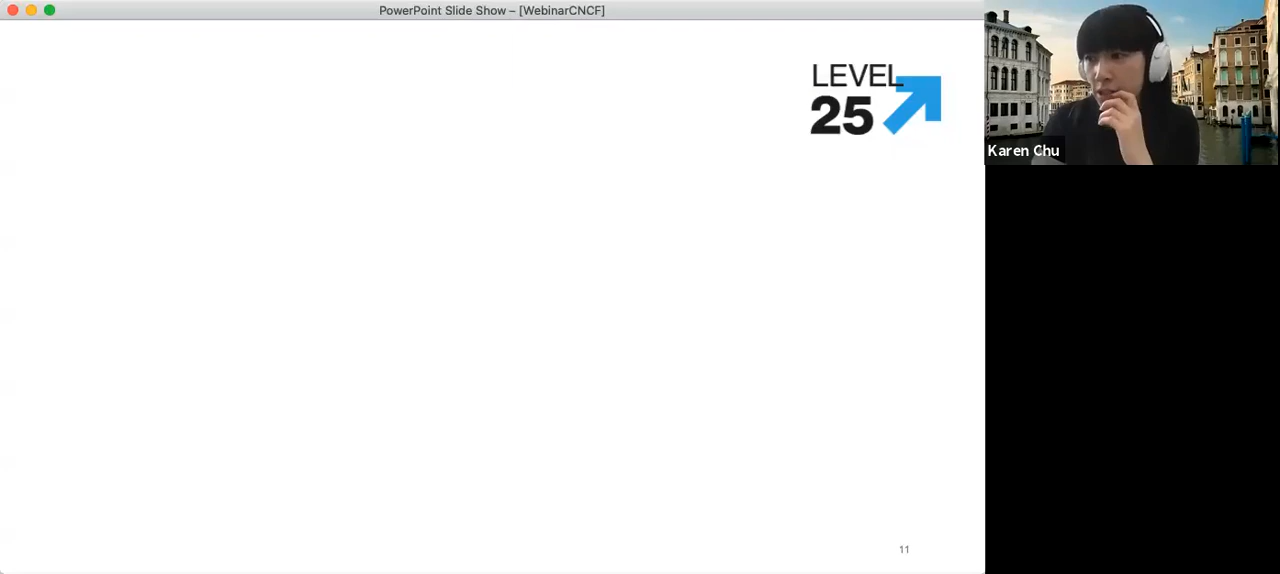 PowerPoint Slide Show – [WebinarCNCF]
LEVEL
25
Karen Chu
11